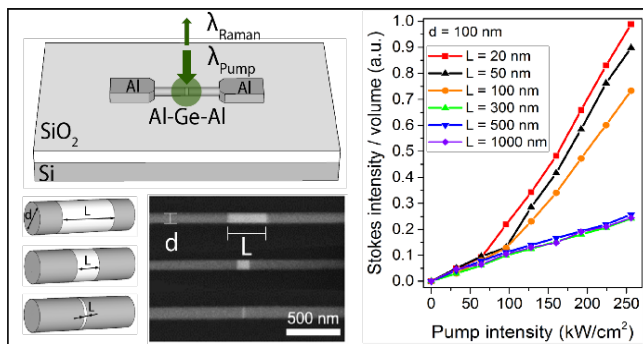 λRaman
λPump
Al
Al
Al-Ge-Al
SiO₂
Si
d
L
L
L
d
L
500 nm
d = 100 nm
L = 20 nm
L = 50 nm
L = 100 nm
L = 300 nm
L = 500 nm
L = 1000 nm
Stokes intensity / volume (a.u.)
1.0
0.9
0.8
0.7
0.6
0.5
0.4
0.3
0.2
0.1
0.0
0 50 100 150 200 250
Pump intensity (kW/cm²)